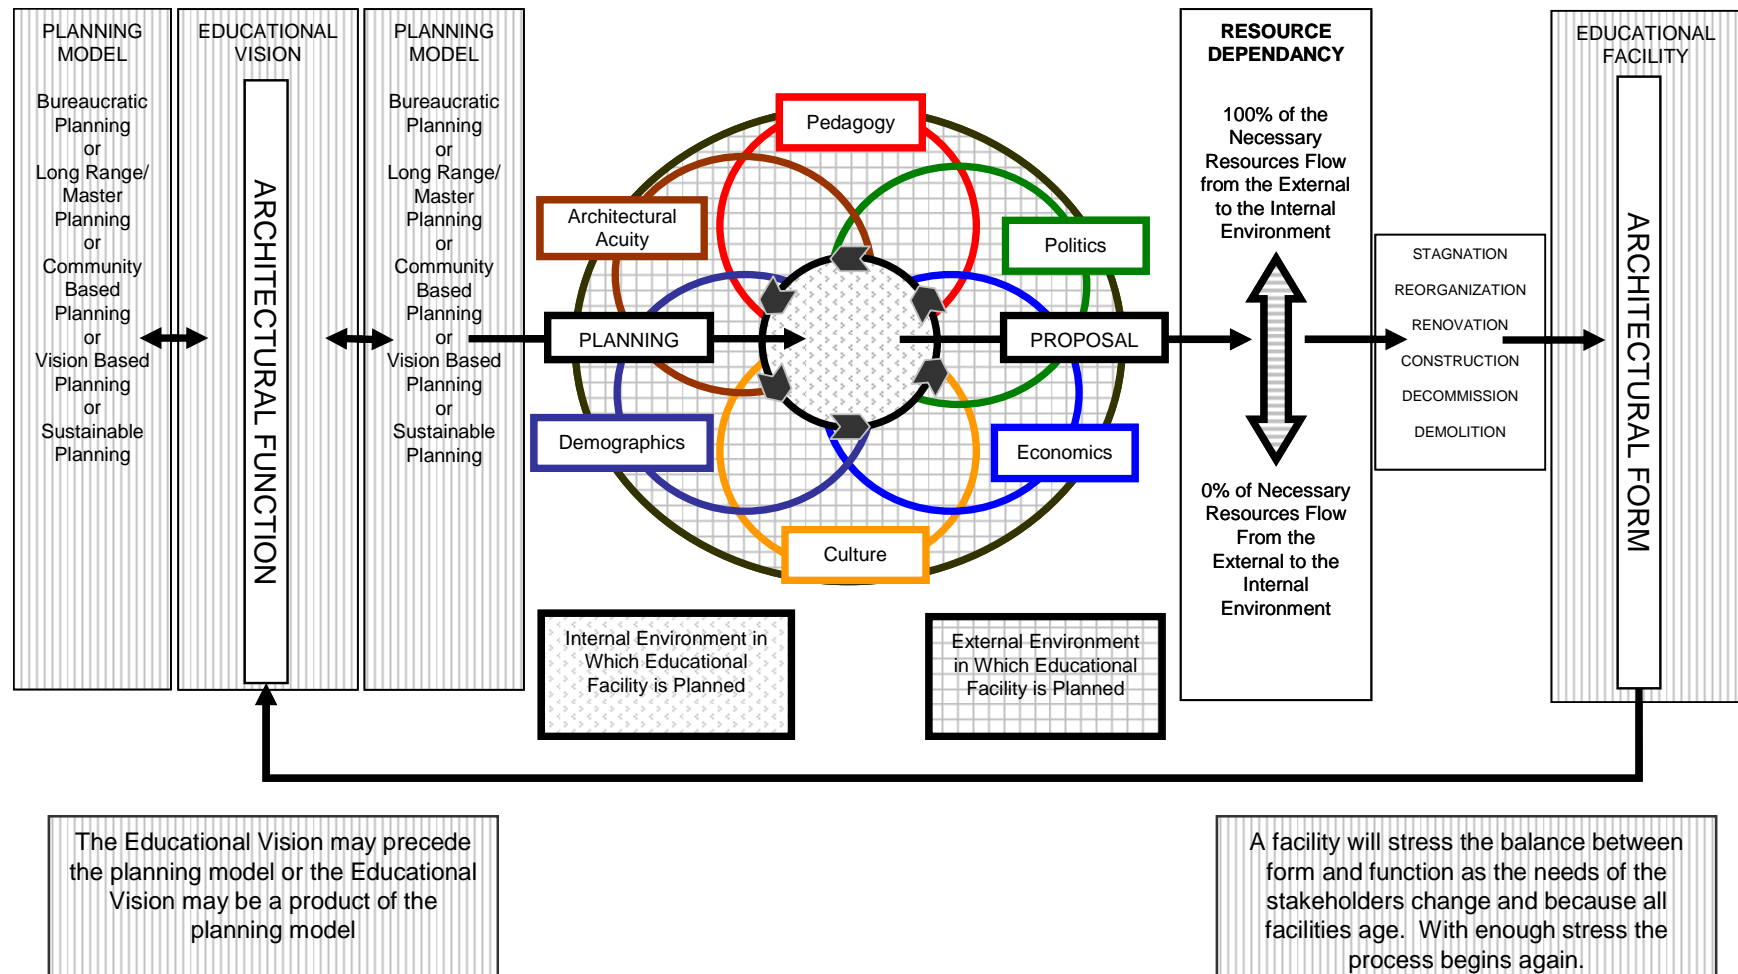 PLANNING
MODEL
Bureaucratic
Planning
or
Long Range/
Master
Planning
or
Community
Based
Planning
or
Vision Based
Planning
or
Sustainable
Planning
EDUCATIONAL
VISION
ARCHITECTURAL FUNCTION
PLANNING
MODEL
Bureaucratic
Planning
or
Long Range/
Master
Planning
or
Community
Based
Planning
or
Vision Based
Planning
or
Sustainable
Planning
Pedagogy
Architectural
Acuity
Politics
PLANNING
PROPOSAL
Demographics
Economics
Culture
Internal Environment in
Which Educational
Facility is Planned
External Environment
in Which Educational
Facility is Planned
RESOURCE
DEPENDANCY
100% of the
Necessary
Resources Flow
from the External
to the Internal
Environment
0% of Necessary
Resources Flow
From the
External to the
Internal
Environment
STAGNATION
REORGANIZATION
RENOVATION
CONSTRUCTION
DECOMMISSION
DEMOLITION
EDUCATIONAL
FACILITY
ARCHITECTURAL FORM
The Educational Vision may precede
the planning model or the Educational
Vision may be a product of the
planning model
A facility will stress the balance between
form and function as the needs of the
stakeholders change and because all
facilities age.  With enough stress the
process begins again.